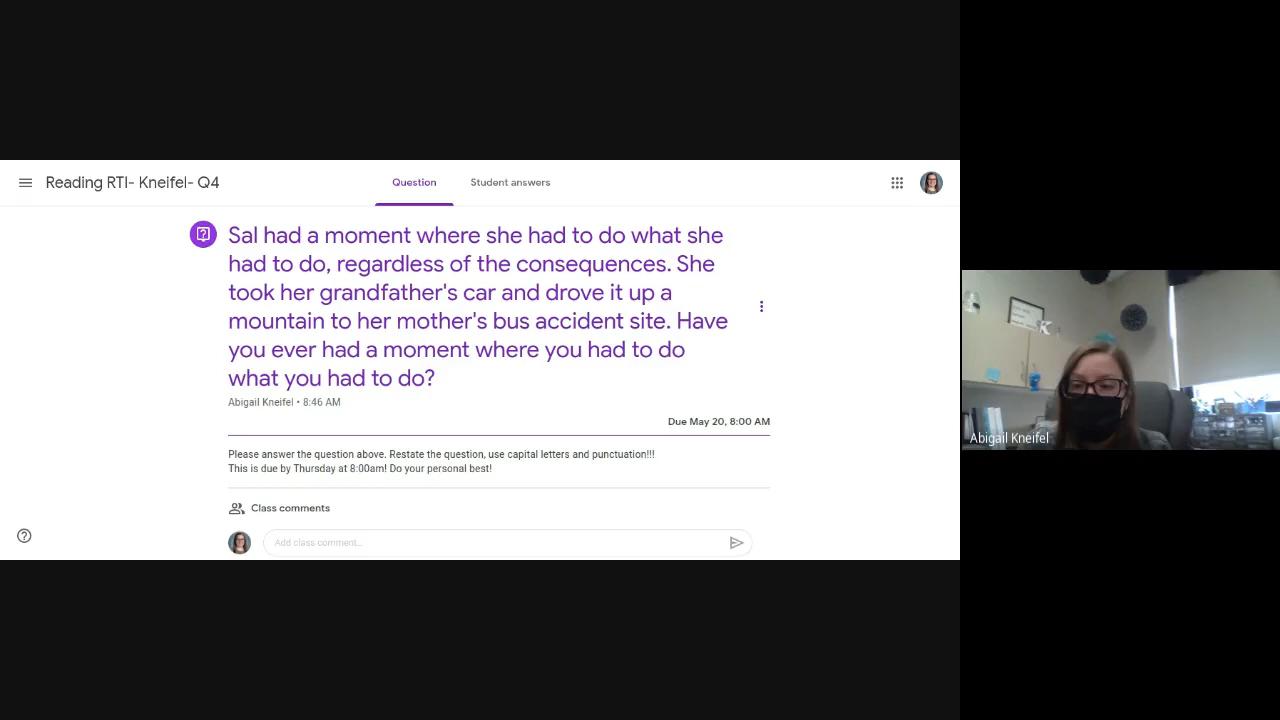 Reading RTI- Kneifel- Q4
Question
Student answers
Sal had a moment where she had to do what she
had to do, regardless of the consequences. She
took her grandfather's car and drove it up a
mountain to her mother's bus accident site. Have
you ever had a moment where you had to do
what you had to do?
Abigail Kneifel • 8:46 AM
Due May 20, 8:00 AM
Please answer the question above. Restate the question, use capital letters and punctuation!!!
This is due by Thursday at 8:00am! Do your personal best!
Class comments
Add class comment...
K
Abigail Kneifel